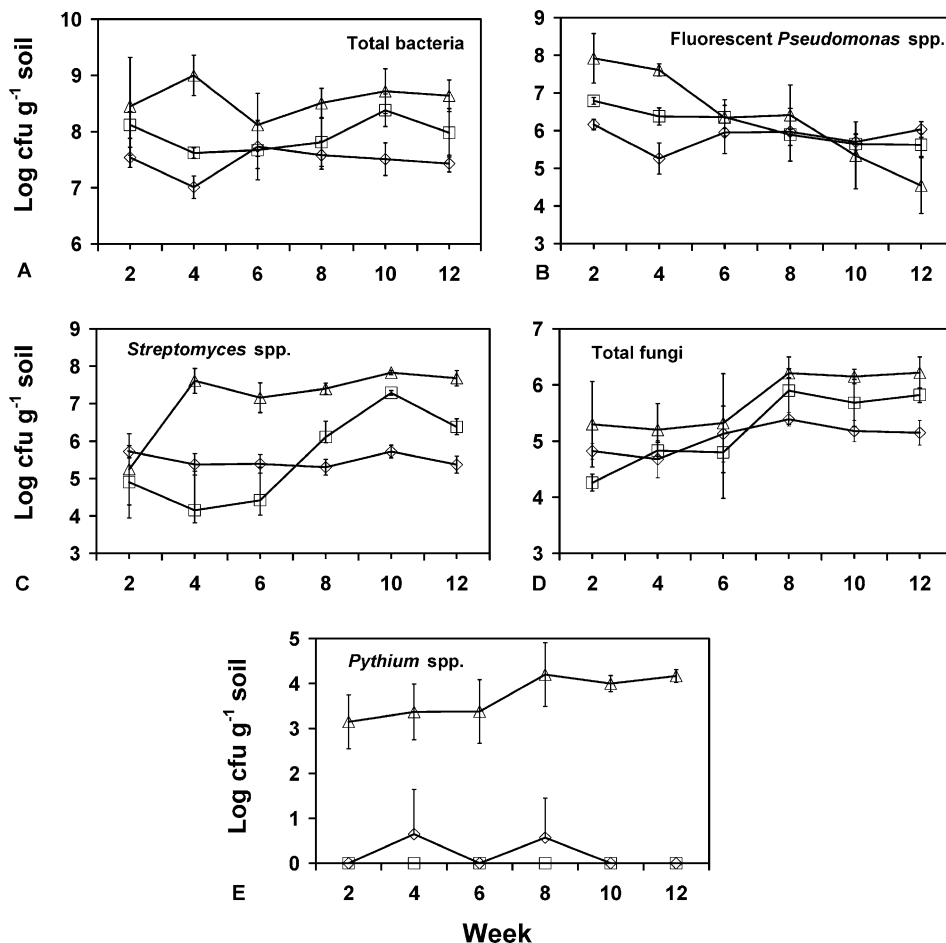 10
9
8
7
6
Log cfu g-1 soil
Total bacteria
A
2 4 6 8 10 12
9
8
7
6
5
4
3
Fluorescent Pseudomonas spp.
B
2 4 6 8 10 12
9
8
7
6
5
4
3
Log cfu g-1 soil
Streptomyces spp.
C
2 4 6 8 10 12
7
6
5
4
3
Total fungi
D
2 4 6 8 10 12
5
4
3
2
1
0
Log cfu g-1 soil
Pythium spp.
E
2 4 6 8 10 12
Week